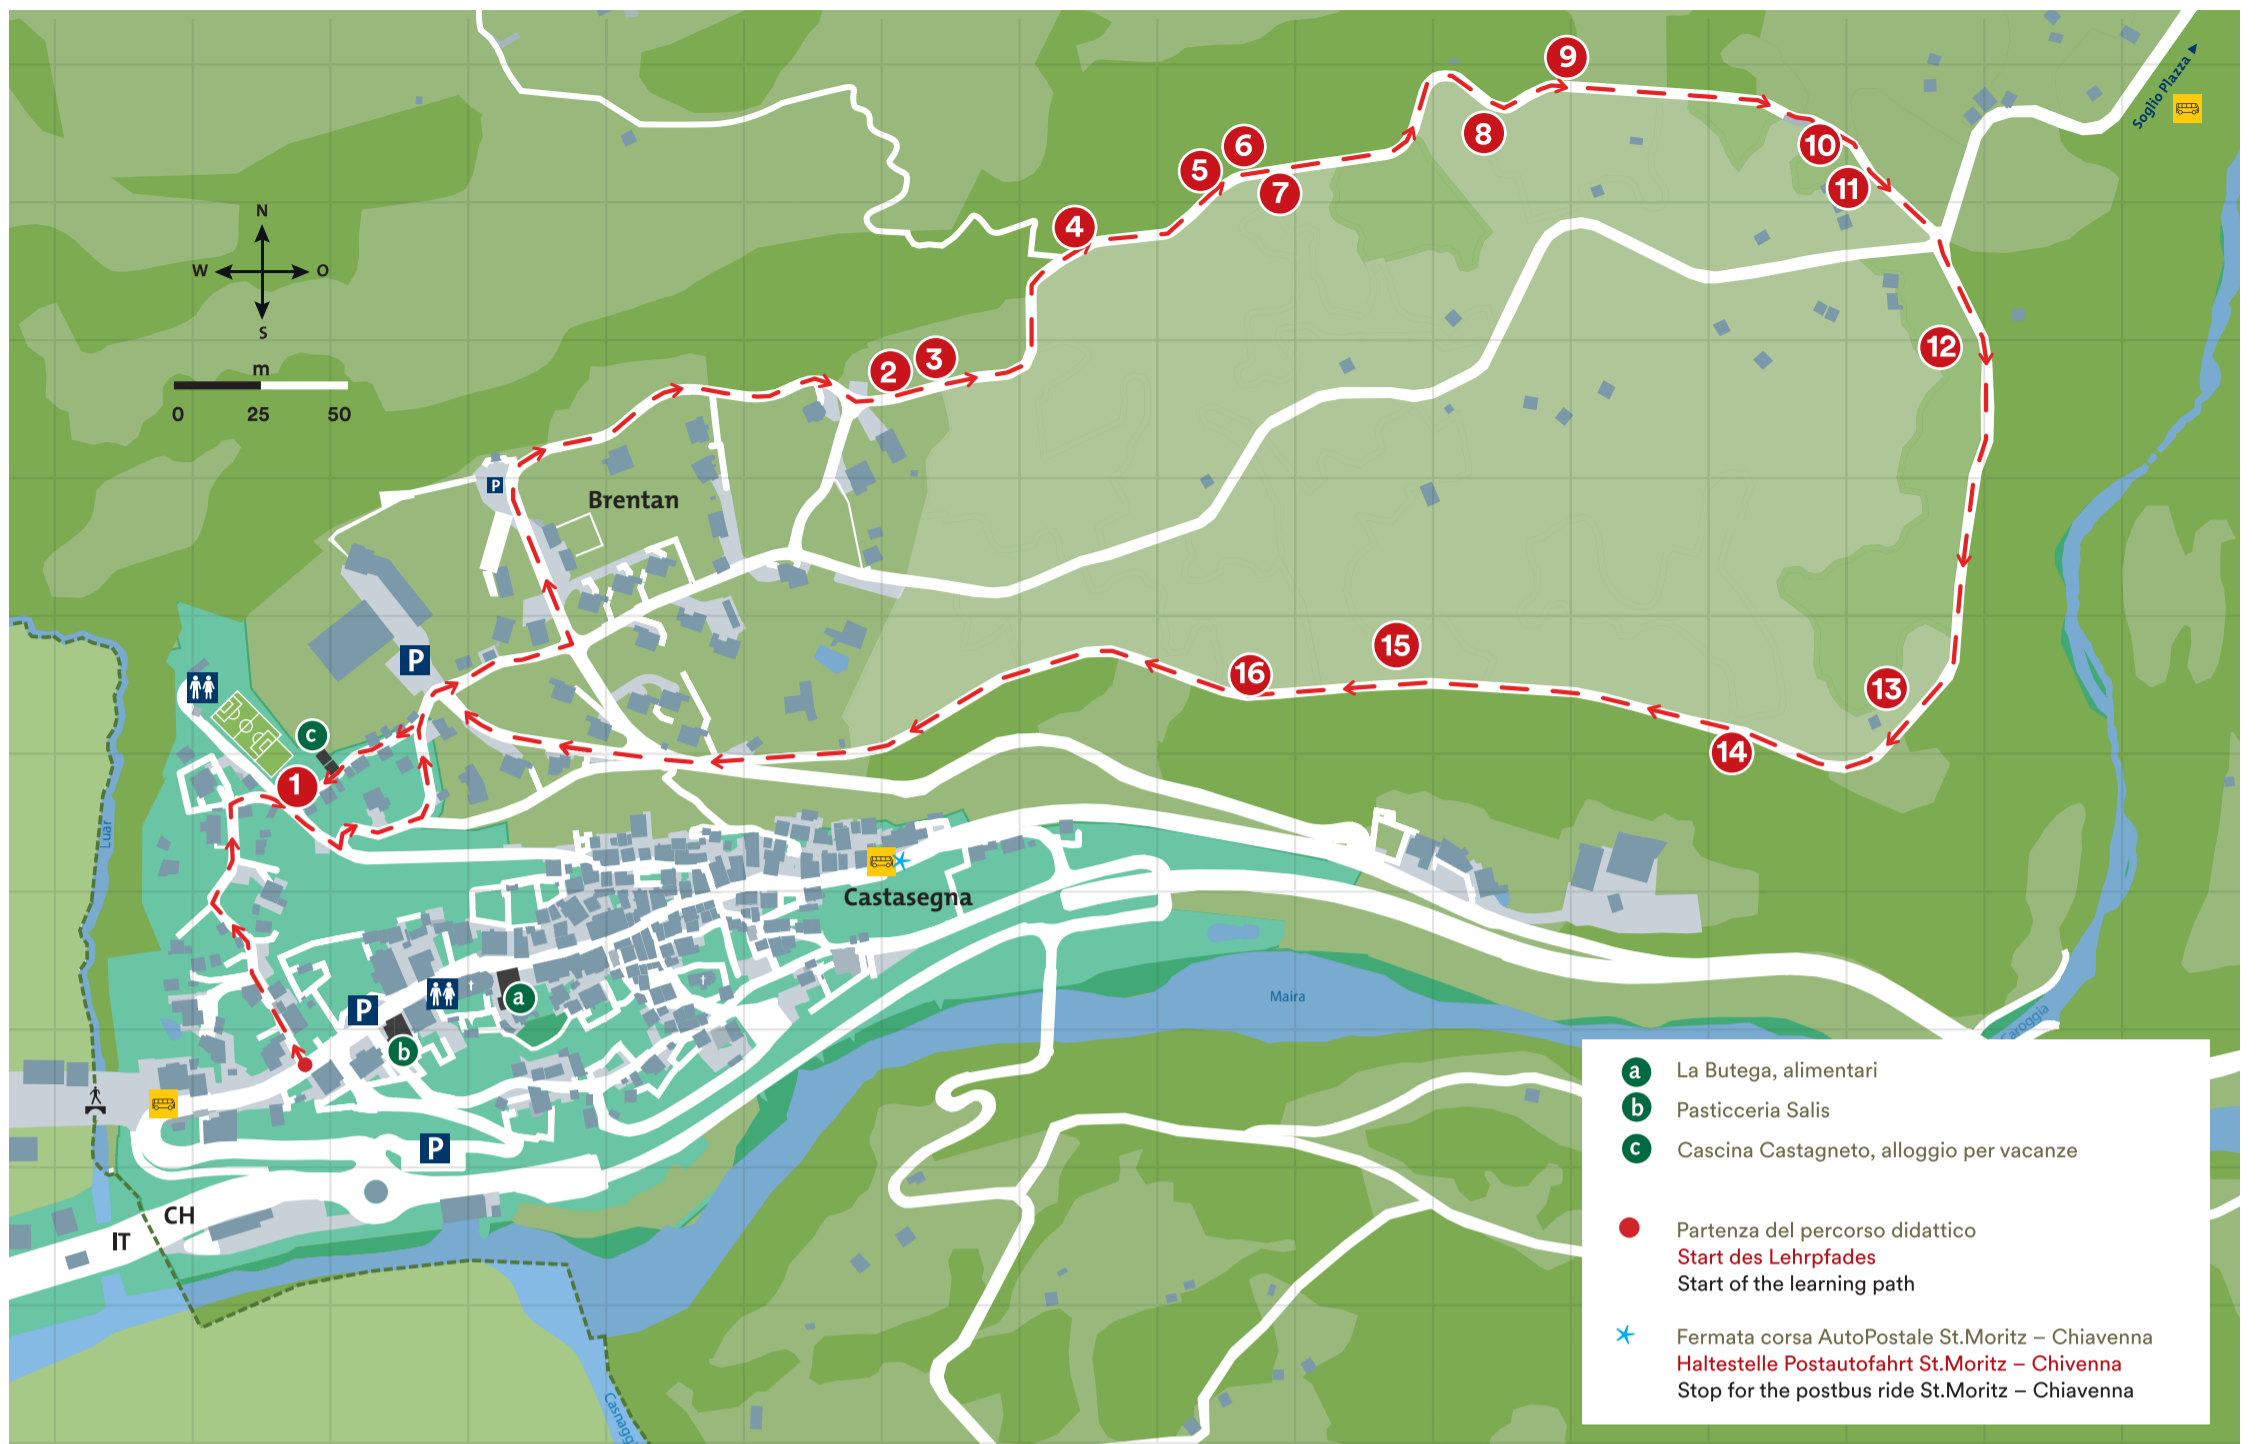 9
Soglio Plazza
8
6
10
5
7
11
N
4
W
O
S
12
m
3
2
0
25
50
P
Brentan
15
P
16
13
c
14
1
Luar
Castasegna
Maira
a
P
Caroggia
b
P
CH
IT
Casnaggi
a La Butega, alimentari
b Pasticceria Salis
c Cascina Castagneto, alloggio per vacanze
Partenza del percorso didattico
Start des Lehrpfades
Start of the learning path
Fermata corsa AutoPostale St.Moritz – Chiavenna
Haltestelle Postautofahrt St.Moritz – Chivenna
Stop for the postbus ride St.Moritz – Chiavenna